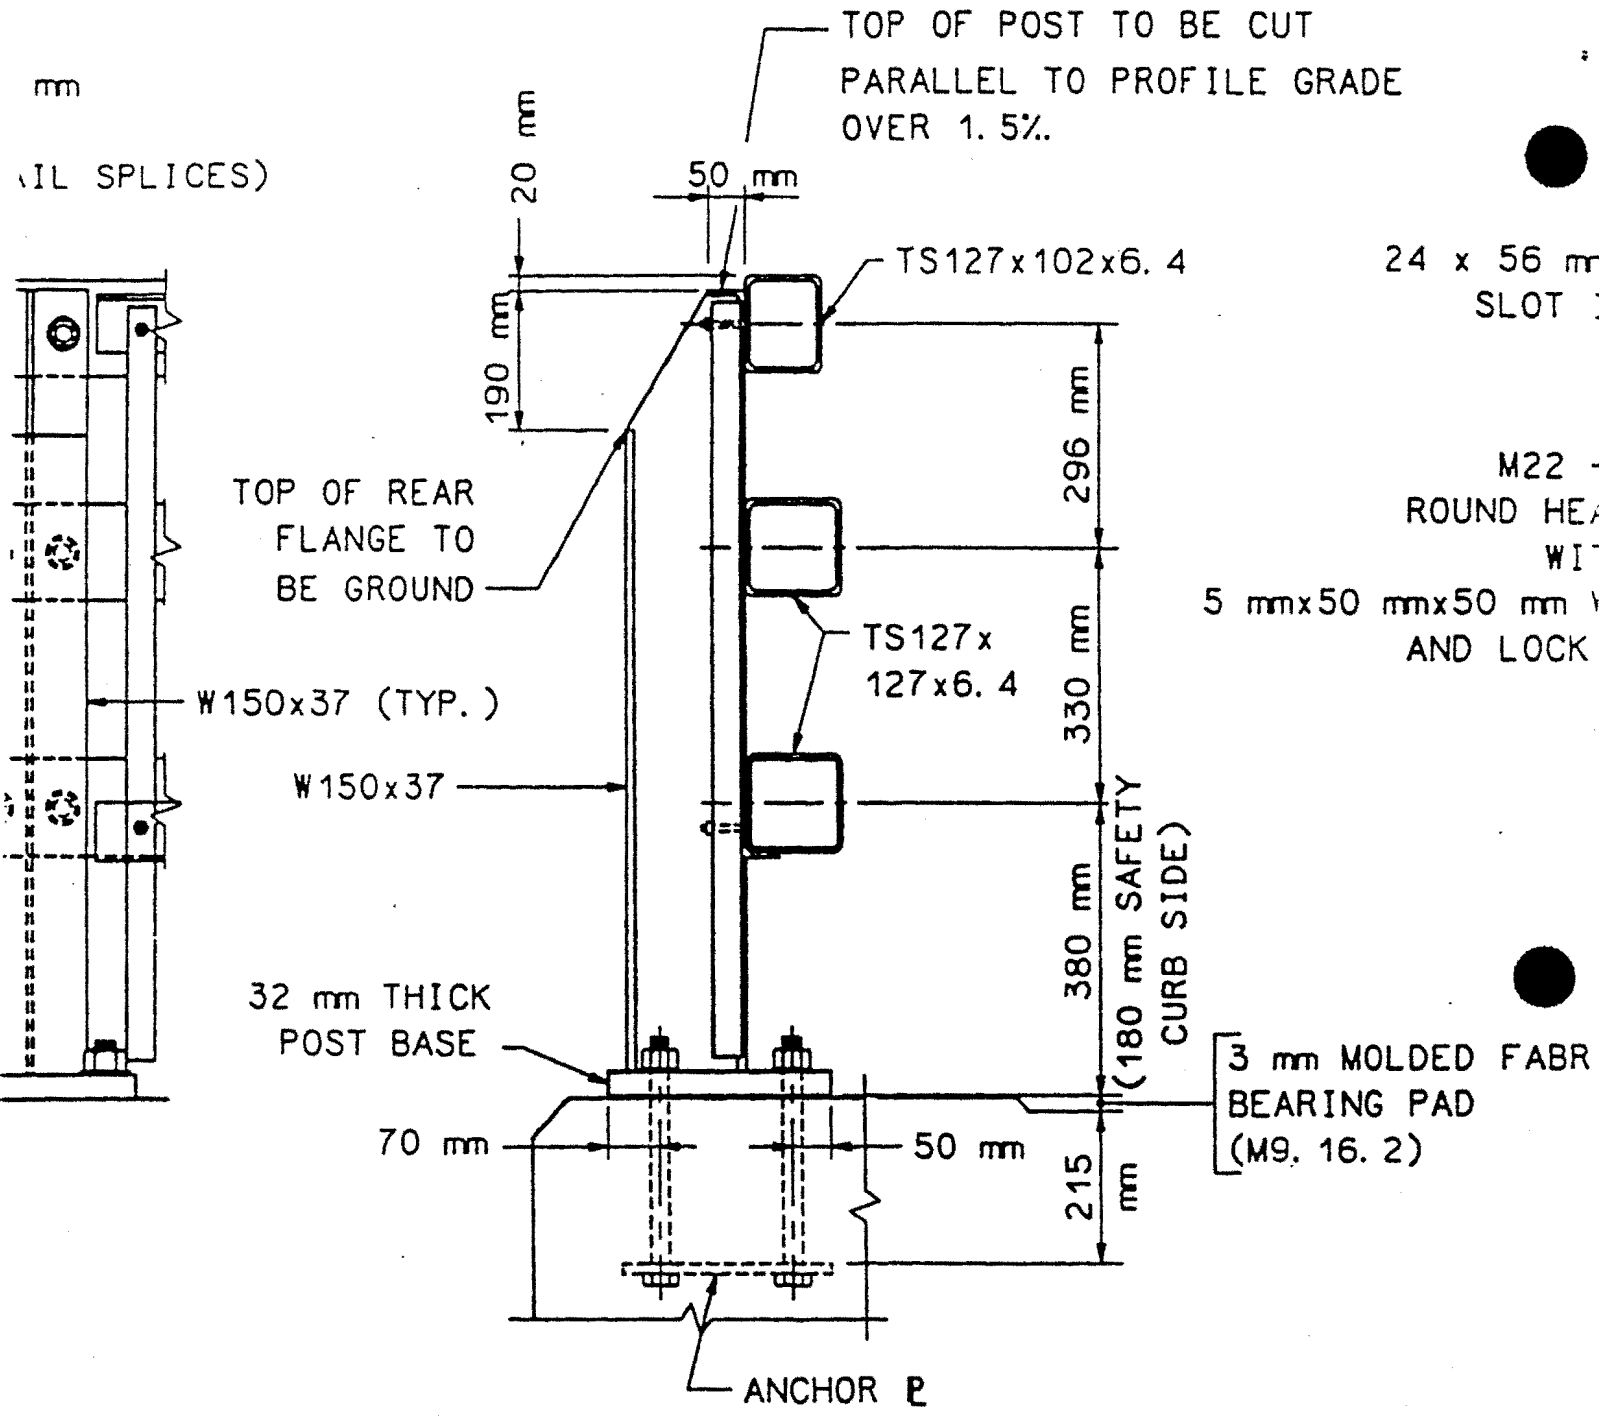 TOP OF POST TO BE CUT
PARALLEL TO PROFILE GRADE
OVER 1.5%.
mm
SPLICES)
20 mm
50 mm
TS127x102x6.4
24 x 56
SLOT
190 mm
296 mm
TOP OF REAR
FLANGE TO
BE GROUND
M22
ROUND
5 mmx50 mmx50 mm
AND LOCK
TS127x
127x6.4
330 mm
W150x37 (TYP.)
W150x37
380 mm
(180 mm SAFETY
CURB SIDE)
32 mm THICK
POST BASE
3 mm MOLDED
BEARING PAD
(M9.16.2)
70 mm
50 mm
215
mm
ANCHOR ⅊